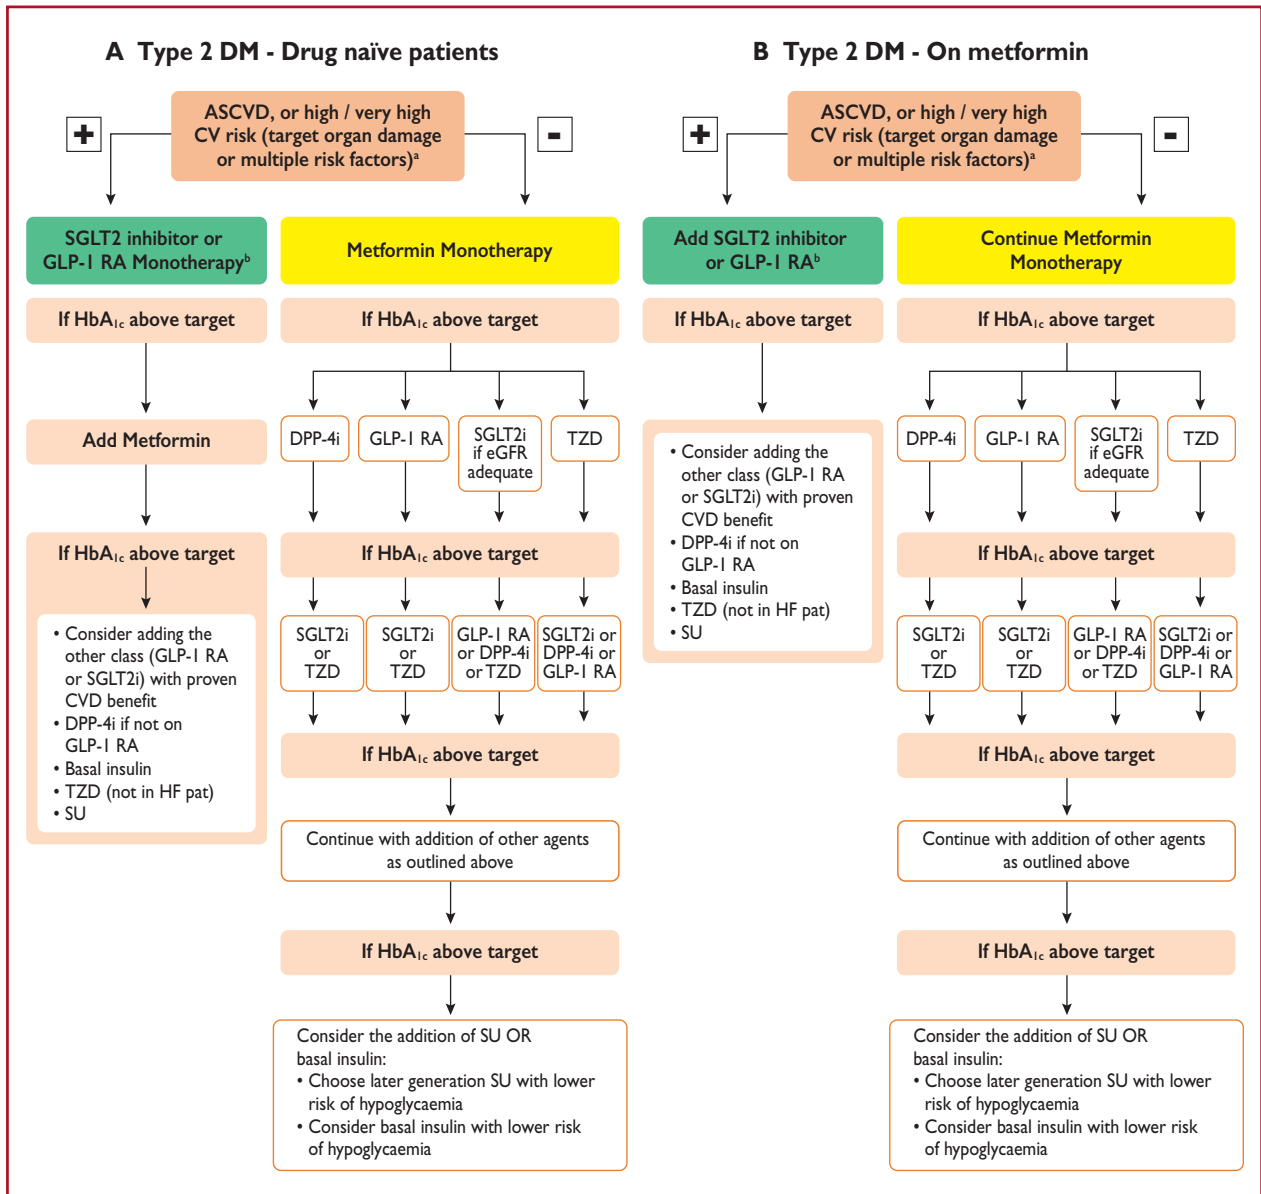 A Type 2 DM - Drug naïve patients
ASCVD, or high / very high
CV risk (target organ damage
or multiple risk factors)ᵃ
+
-
SGLT2 inhibitor or
GLP-1 RA Monotherapyᵇ
If HbA1c above target
Add Metformin
If HbA1c above target
• Consider adding the
other class (GLP-1 RA
or SGLT2i) with proven
CVD benefit
• DPP-4i if not on
GLP-1 RA
• Basal insulin
• TZD (not in HF pat)
• SU
Metformin Monotherapy
If HbA1c above target
DPP-4i
GLP-1 RA
SGLT2i
if eGFR
adequate
TZD
If HbA1c above target
SGLT2i
or
TZD
SGLT2i
or
TZD
GLP-1 RA
or DPP-4i
or TZD
SGLT2i or
DPP-4i or
GLP-1 RA
If HbA1c above target
Continue with addition of other agents
as outlined above
If HbA1c above target
Consider the addition of SU OR
basal insulin:
• Choose later generation SU with lower
risk of hypoglycaemia
• Consider basal insulin with lower risk
of hypoglycaemia
B Type 2 DM - On metformin
ASCVD, or high / very high
CV risk (target organ damage
or multiple risk factors)ᵃ
+
-
Add SGLT2 inhibitor
or GLP-1 RAᵇ
If HbA1c above target
• Consider adding the
other class (GLP-1 RA
or SGLT2i) with proven
CVD benefit
• DPP-4i if not on
GLP-1 RA
• Basal insulin
• TZD (not in HF pat)
• SU
Continue Metformin
Monotherapy
If HbA1c above target
DPP-4i
GLP-1 RA
SGLT2i
if eGFR
adequate
TZD
If HbA1c above target
SGLT2i
or
TZD
SGLT2i
or
TZD
GLP-1 RA
or DPP-4i
or TZD
SGLT2i or
DPP-4i or
GLP-1 RA
If HbA1c above target
Continue with addition of other agents
as outlined above
If HbA1c above target
Consider the addition of SU OR
basal insulin:
• Choose later generation SU with lower
risk of hypoglycaemia
• Consider basal insulin with lower risk
of hypoglycaemia